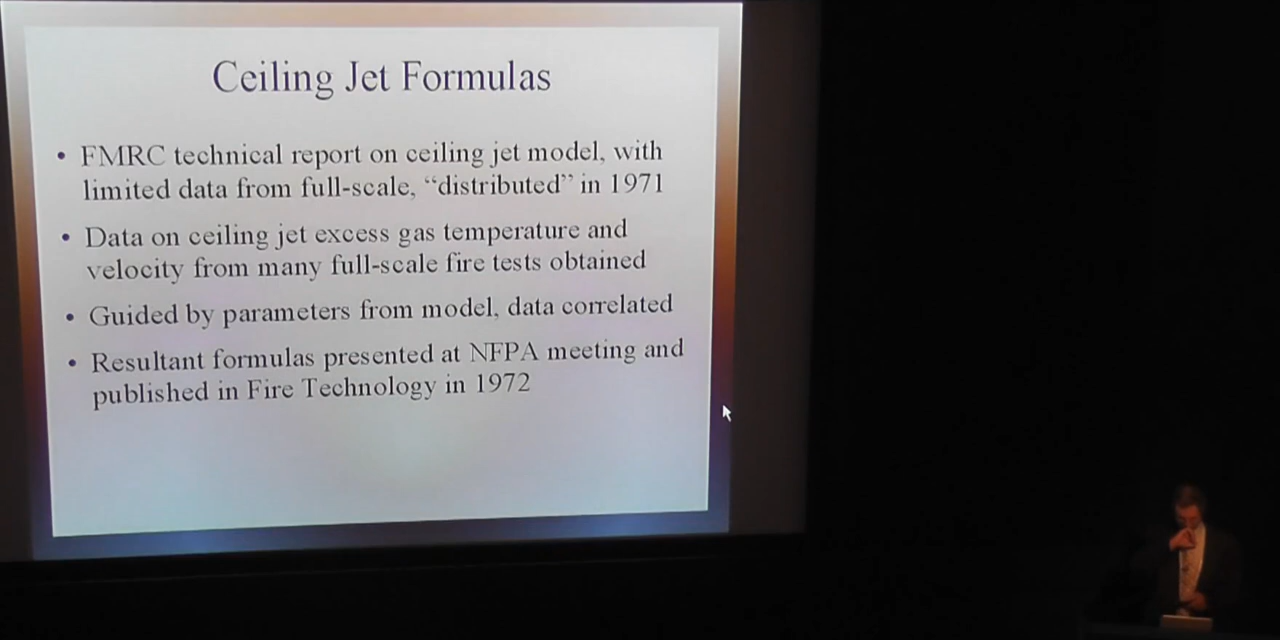 Ceiling Jet Formulas
• FMRC technical report on ceiling jet model, with
limited data from full-scale, “distributed” in 1971
• Data on ceiling jet excess gas temperature and
velocity from many full-scale fire tests obtained
• Guided by parameters from model, data correlated
• Resultant formulas presented at NFPA meeting and
published in Fire Technology in 1972